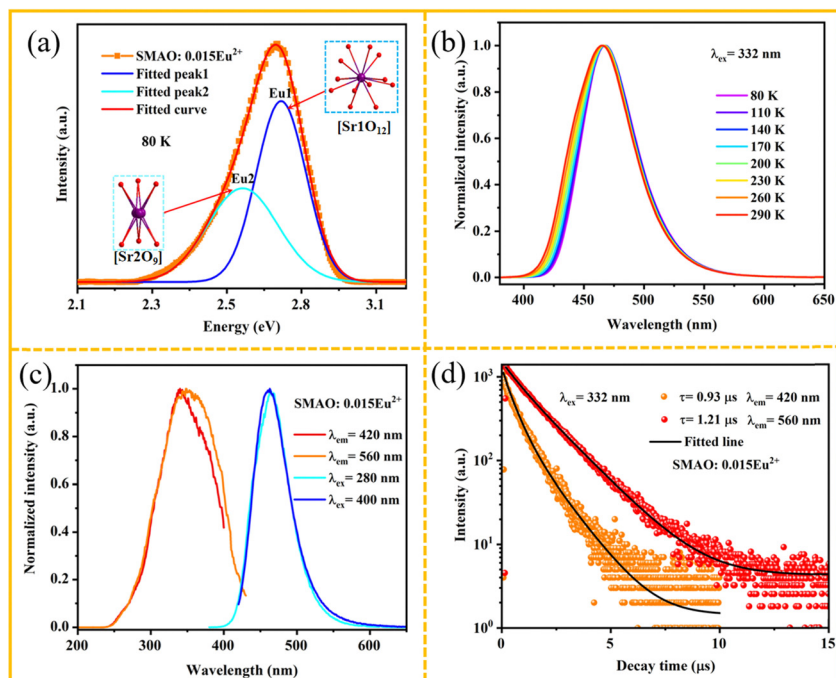 (a)
SMAO: 0.015Eu²⁺
Fitted peak1
Fitted peak2
Fitted curve
80 K
Eu1
[Sr1O₁₂]
Eu2
[Sr2O₉]
Intensity (a.u.)
2.1 2.3 2.5 2.7 2.9 3.1
Energy (eV)
(b)
λex= 332 nm
80 K
110 K
140 K
170 K
200 K
230 K
260 K
290 K
Normalized intensity (a.u.)
1.0
0.8
0.6
0.4
0.2
0.0
400 450 500 550 600 650
Wavelength (nm)
(c)
SMAO: 0.015Eu²⁺
λem= 420 nm
λem= 560 nm
λex= 280 nm
λex= 400 nm
Normalized intensity (a.u.)
1.0
0.8
0.6
0.4
0.2
0.0
200 300 400 500 600
Wavelength (nm)
(d)
λex= 332 nm
τ= 0.93 μs λem= 420 nm
τ= 1.21 μs λem= 560 nm
Fitted line
SMAO: 0.015Eu²⁺
Intensity (a.u.)
10³
10²
10¹
10⁰
0 5 10 15
Decay time (μs)